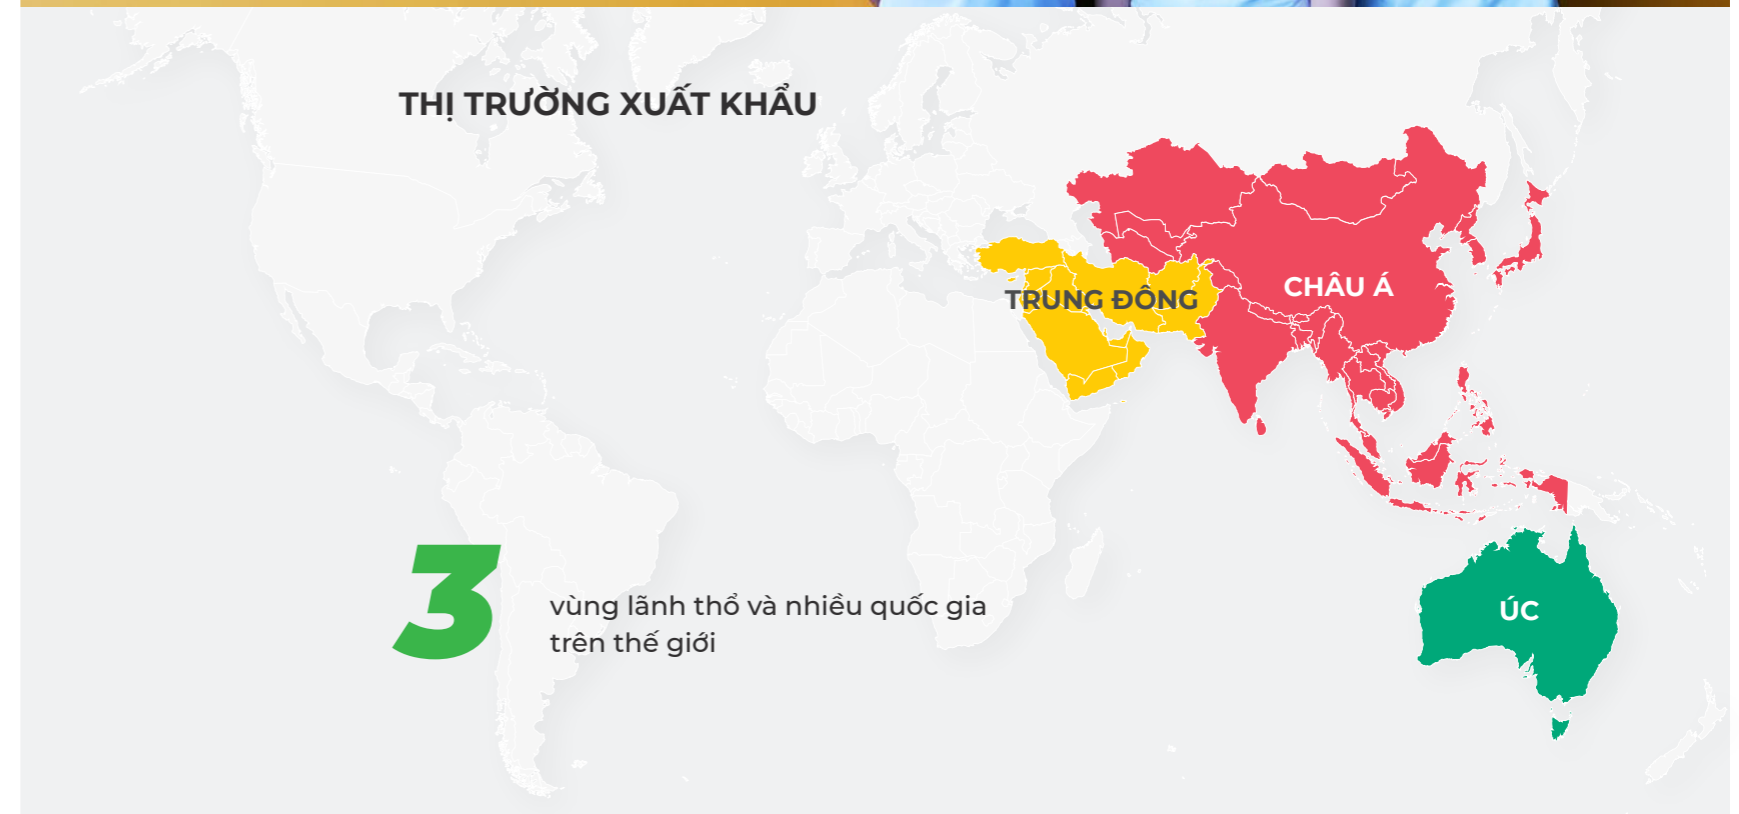 THỊ TRƯỜNG XUẤT KHẨU
TRUNG ĐÔNG
CHÂU Á
ÚC
3
vùng lãnh thổ và nhiều quốc gia
trên thế giới